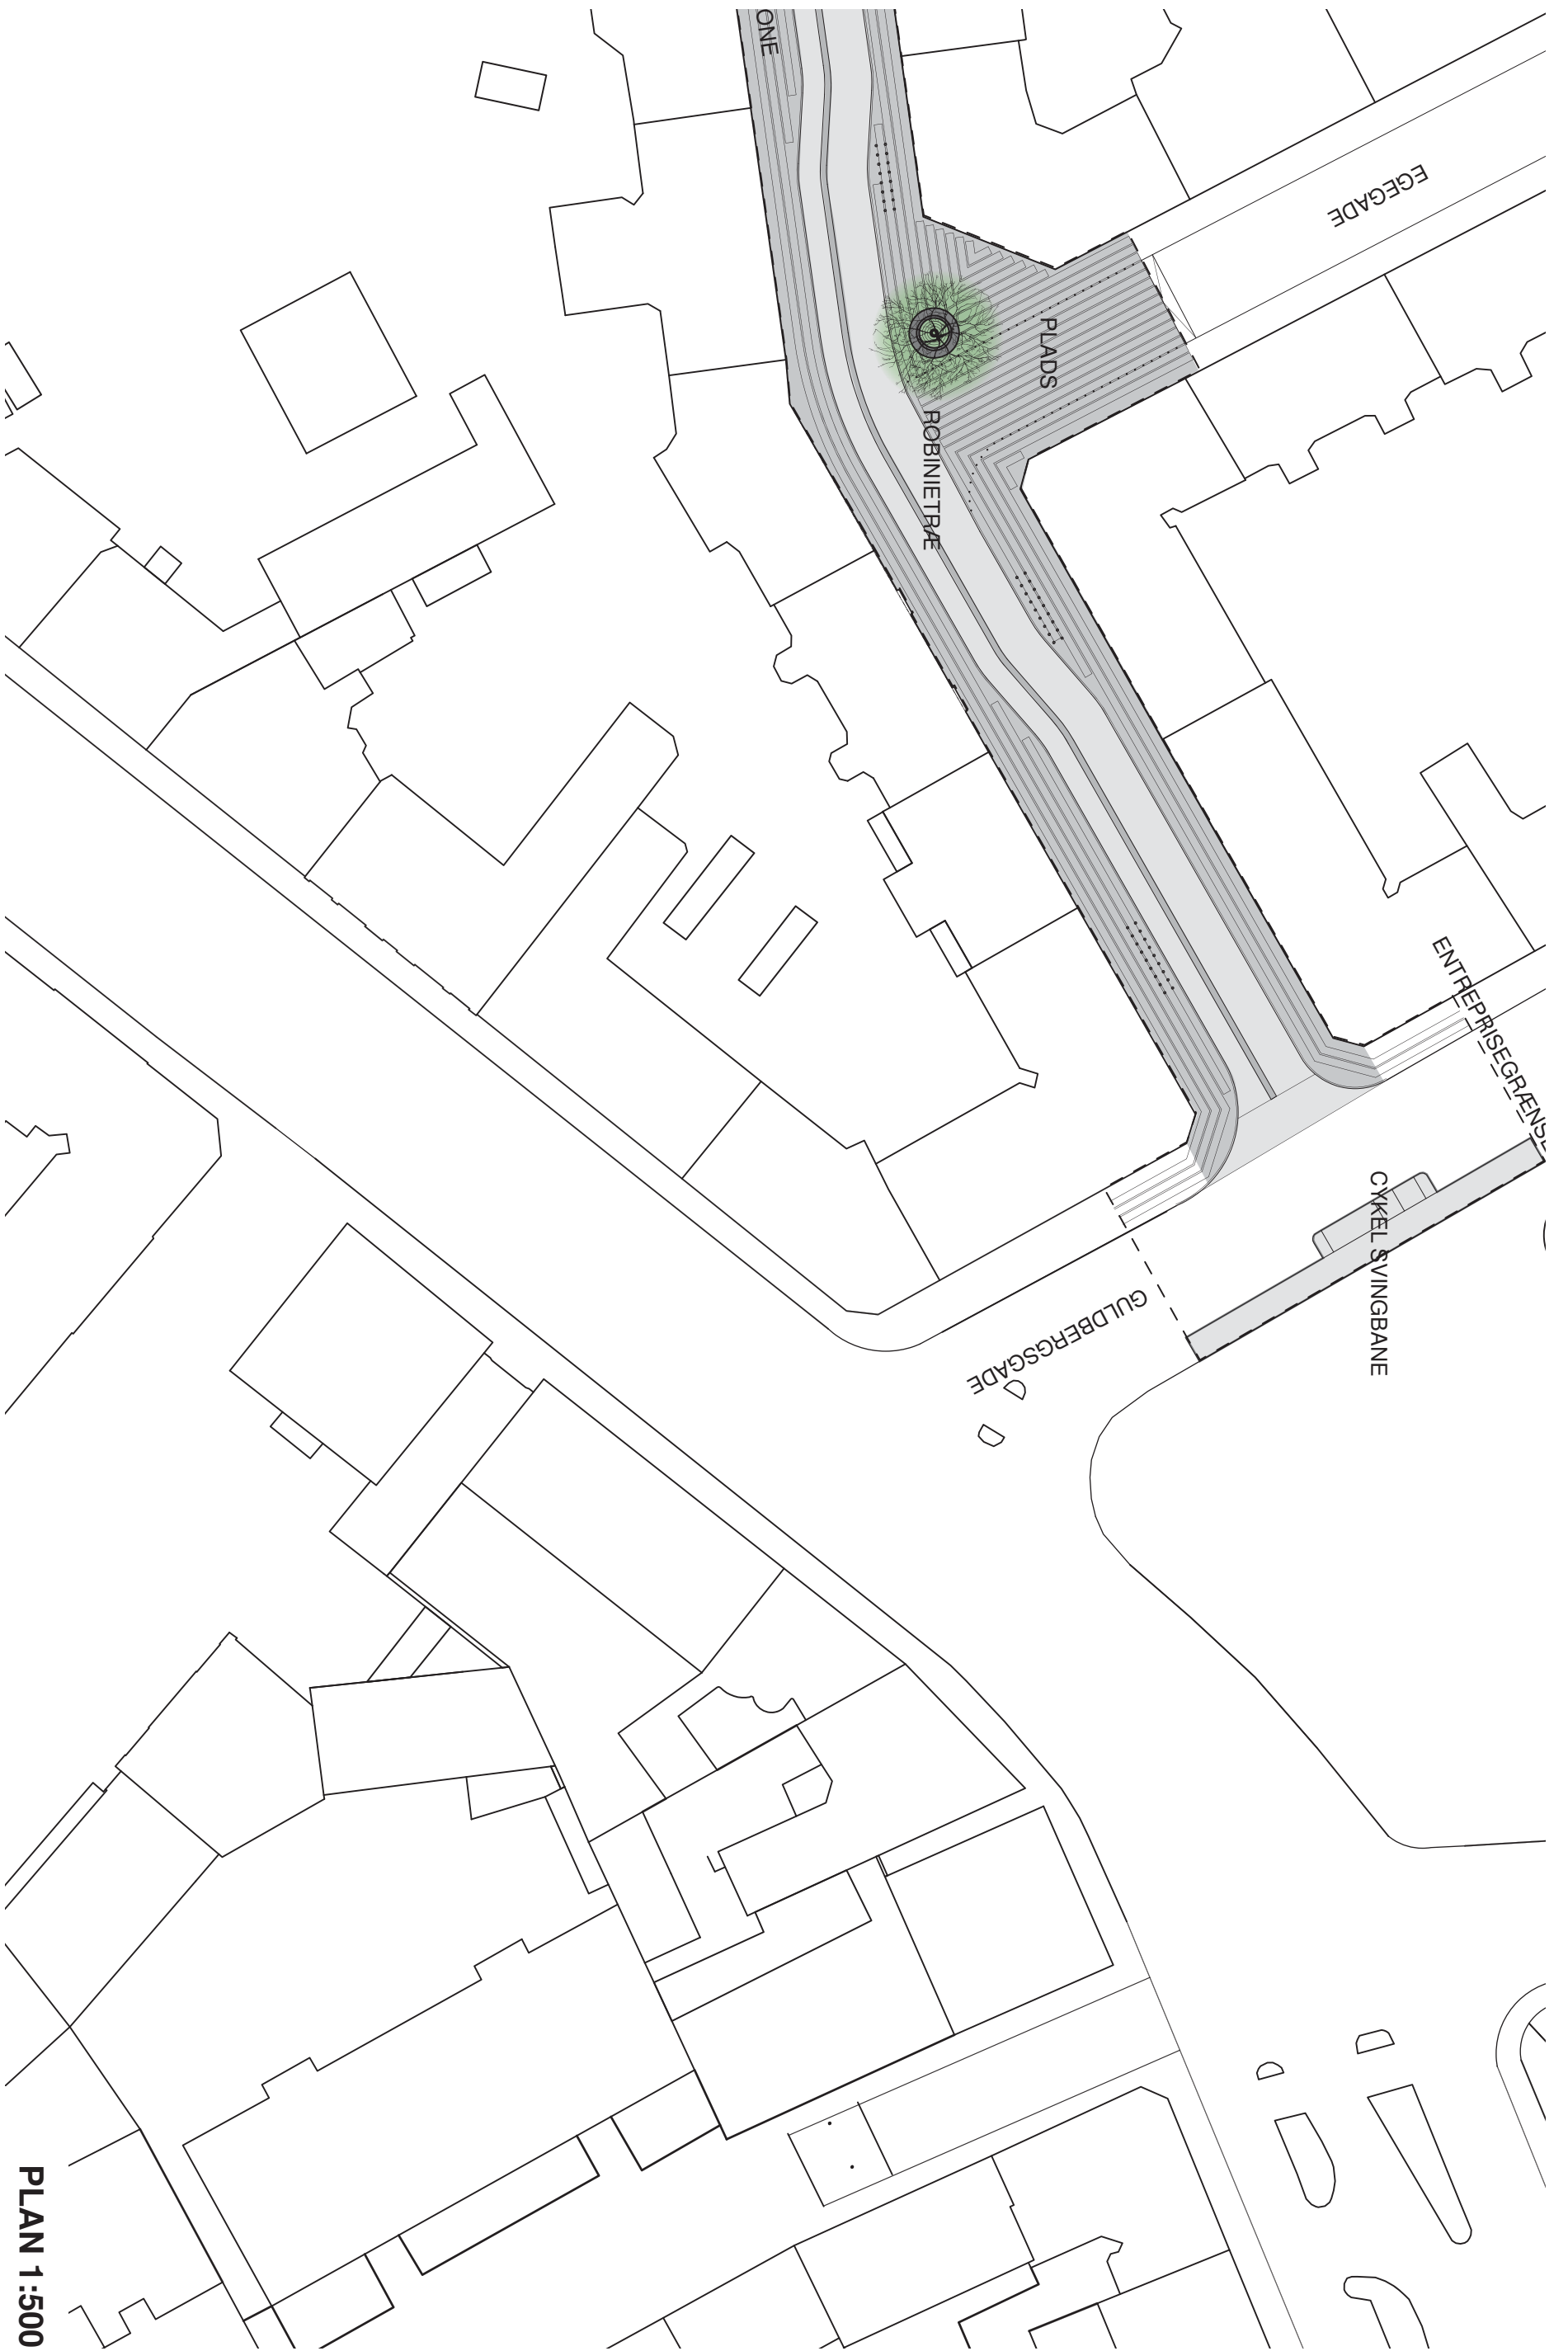 ONE
EGEGADE
PLADS
ROBINIETRÆ
ENTREPRISEGRÆNSE
CYKEL SVINGBANE
GULDBERGSGADE
PLAN 1:500